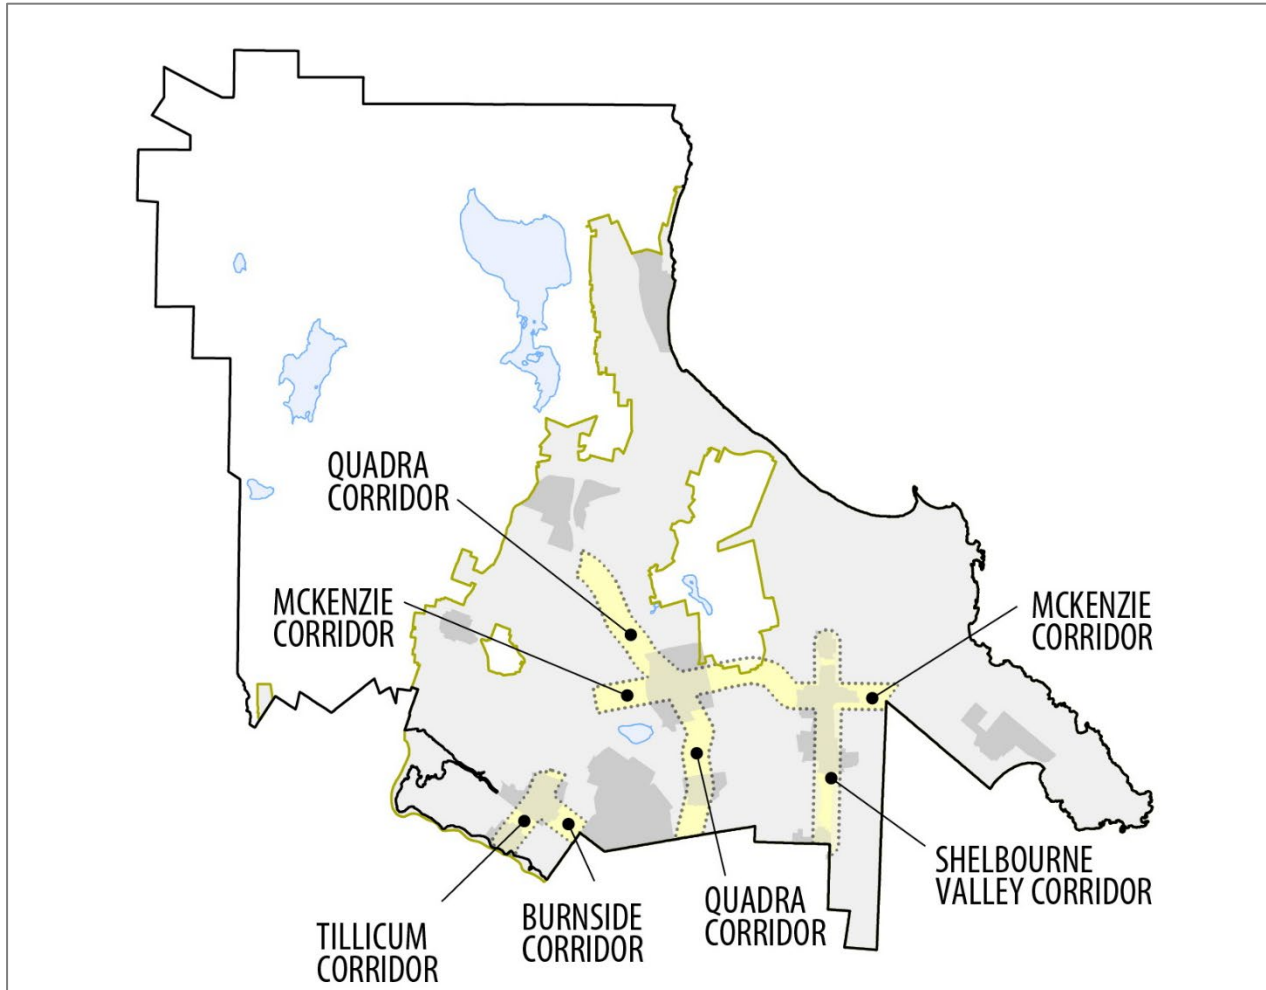 QUADRA
CORRIDOR
MCKENZIE
CORRIDOR
MCKENZIE
CORRIDOR
SHELBOURNE
VALLEY CORRIDOR
QUADRA
CORRIDOR
BURNSIDE
CORRIDOR
TILLICUM
CORRIDOR